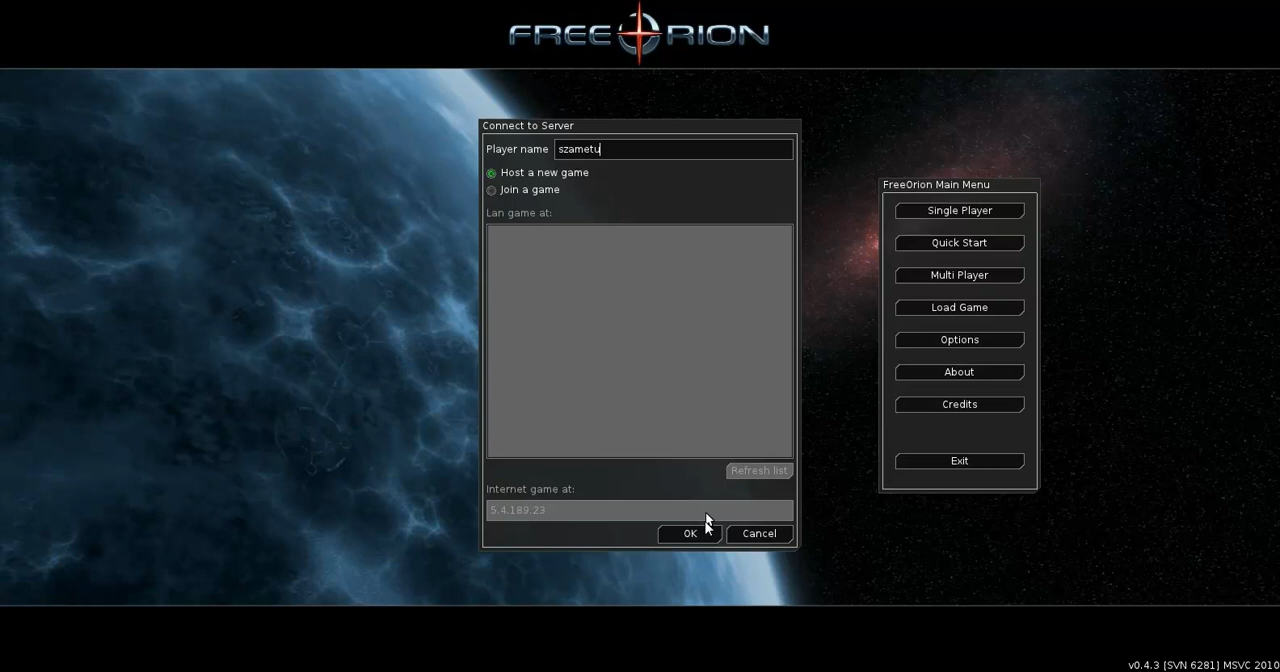 FREEORION
Connect to Server
Player name szametu
Host a new game
Join a game
Lan game at:
Refresh list
Internet game at:
5.4.189.23
OK Cancel
FreeOrion Main Menu
Single Player
Quick Start
Multi Player
Load Game
Options
About
Credits
Exit
v0.4.3 [SVN 6281] MSVC 2010